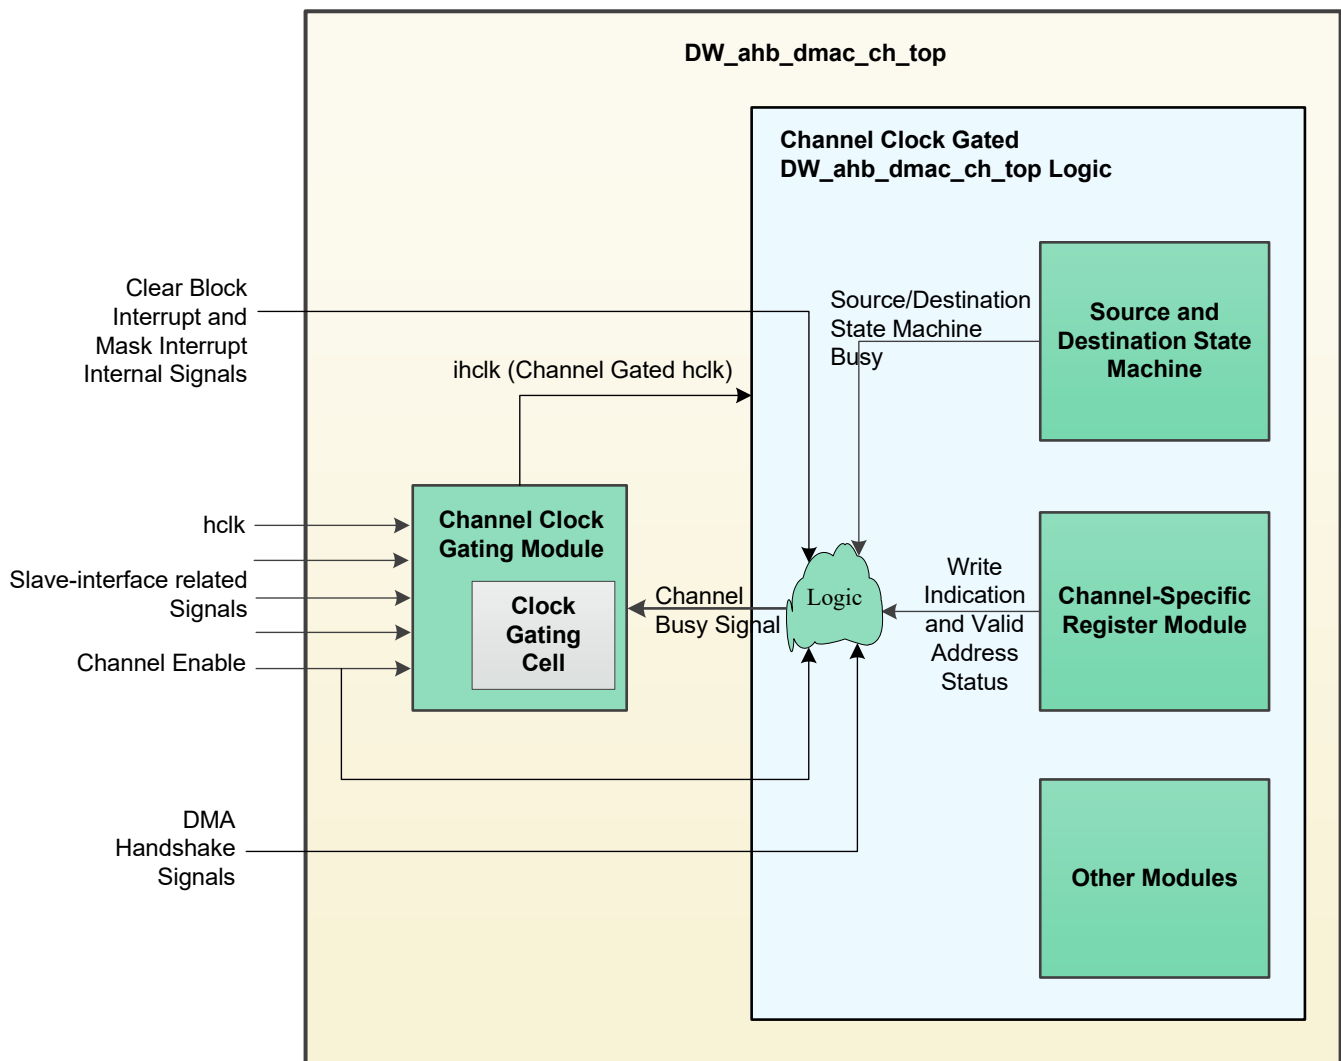 DW_ahb_dmac_ch_top
Channel Clock Gated
DW_ahb_dmac_ch_top Logic
Clear Block
Interrupt and
Mask Interrupt
Internal Signals
Source/Destination
State Machine
Busy
Source and
Destination State
Machine
ihclk (Channel Gated hclk)
hclk
Slave-interface related
Signals
Channel Enable
Channel Clock
Gating Module
Clock
Gating
Cell
Channel
Busy Signal
Logic
Write
Indication
and Valid
Address
Status
Channel-Specific
Register Module
DMA
Handshake
Signals
Other Modules